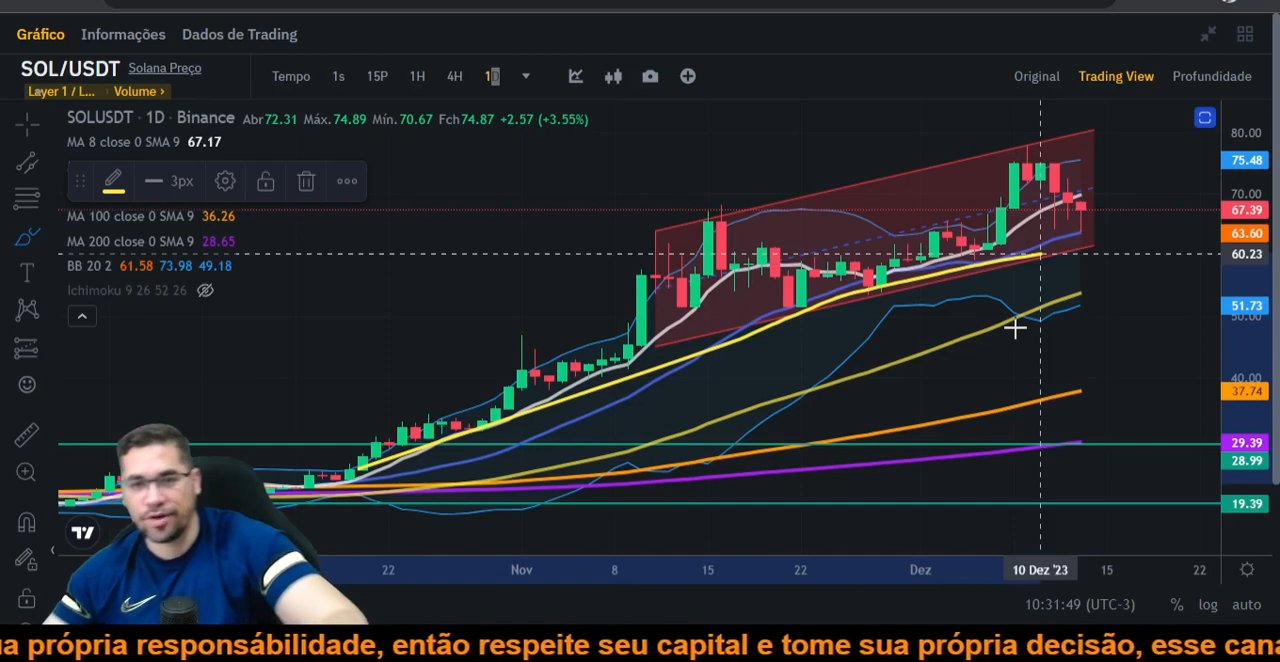 Gráfico Informações Dados de Trading
SOL/USDT Solana Preço
Layer 1 / L... Volume ›
Tempo 1s 15P 1H 4H 1D
Original Trading View Profundidade
SOLUSDT · 1D · Binance Abr72.31 Máx.74.89 Mín.70.67 Fch74.87 +2.57 (+3.55%)
MA 8 close 0 SMA 9 67.17
3px
MA 100 close 0 SMA 9 36.26
MA 200 close 0 SMA 9 28.65
BB 20 2 61.58 73.98 49.18
Ichimoku 9 26 52 26
80.00
75.48
70.00
67.39
63.60
60.23
51.73
50.00
40.00
37.74
29.39
28.99
19.39
22 Nov 8 15 22 Dez 10 Dez '23 15 22
10:31:49 (UTC-3) % log auto
própria responsábilidade, então respeite seu capital e tome sua própria decisão, esse